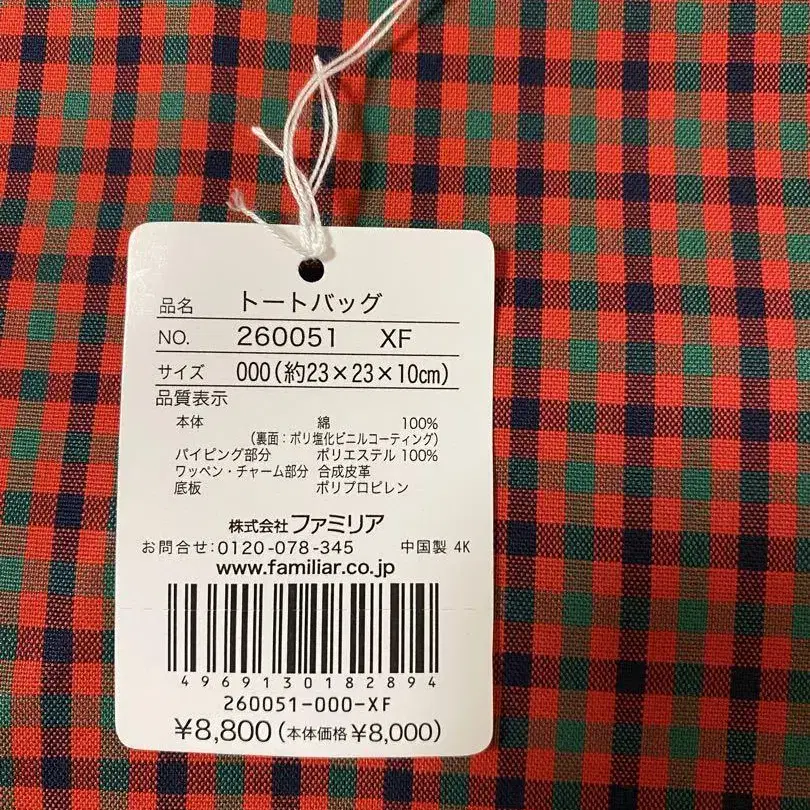 品名 トートバッグ
NO. 260051 XF
サイズ 000(約23×23×10cm)
品質表示
本体 綿 100%
(裏面:ポリ塩化ビニルコーティング)
パイピング部分 ポリエステル 100%
ワッペン・チャーム部分 合成皮革
底板 ポリプロピレン
株式会社ファミリア
お問合せ:0120-078-345 中国製 4K
www.familiar.co.jp
4969130182894
260051-000-XF
¥8,800(本体価格¥8,000)